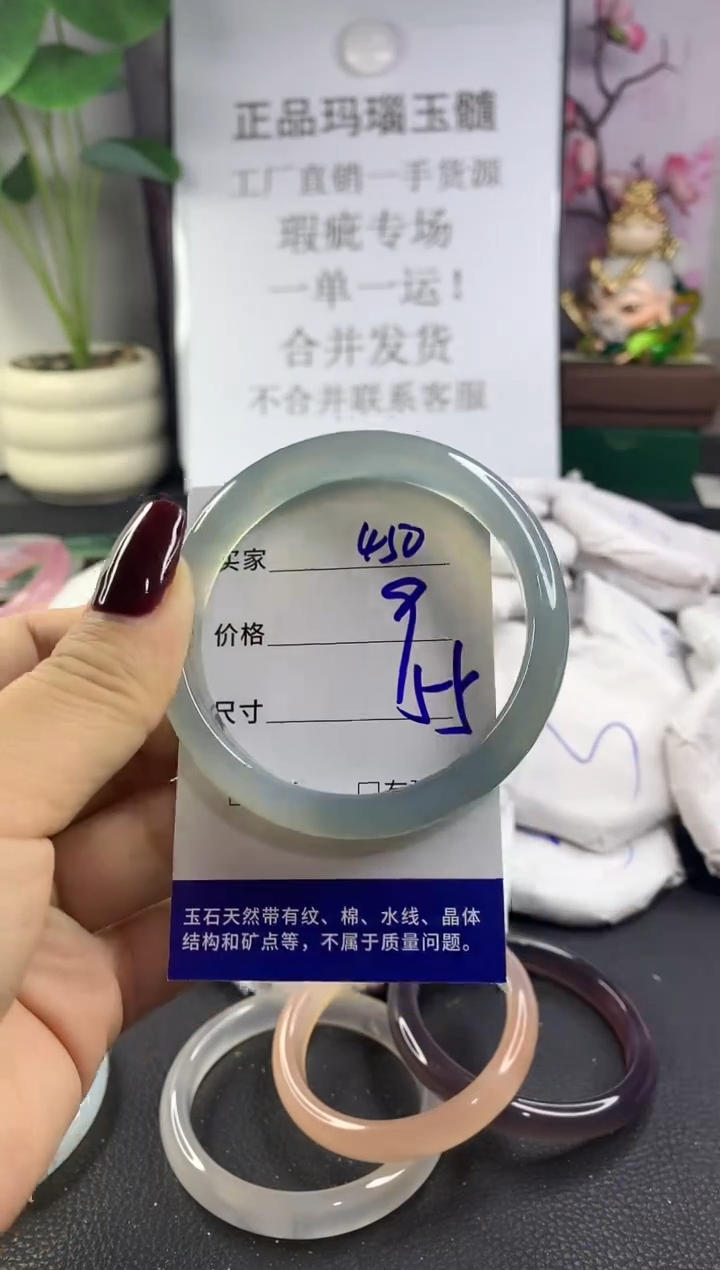 正品玛瑙玉髓
工厂直销一手货源
瑕疵专场
一单一运！
合并发货
不合并联系客服
买家 450
价格 9
尺寸 55
玉石天然带有纹、棉、水线、晶体
结构和矿点等，不属于质量问题。